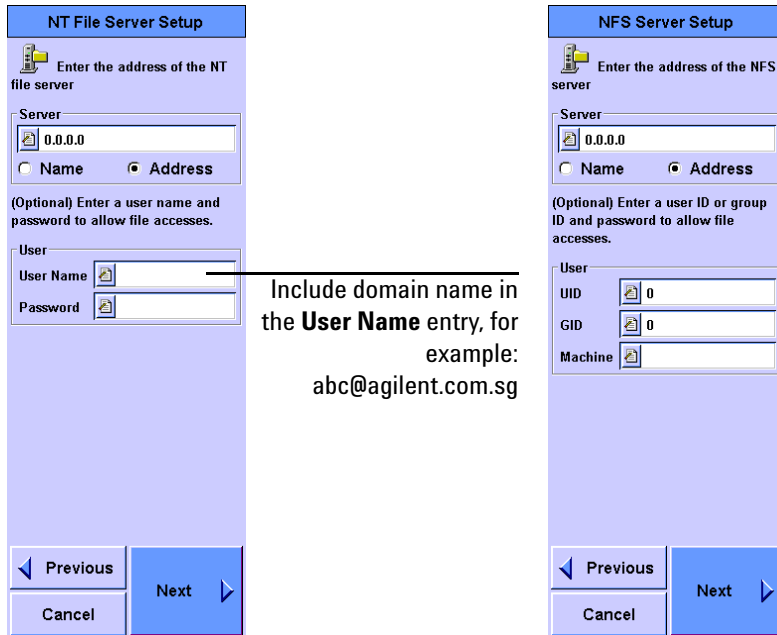 NT File Server Setup
Enter the address of the NT
file server
Server
0.0.0.0
Name Address
(Optional) Enter a user name and
password to allow file accesses.
User
User Name
Password
Previous
Next
Cancel
Include domain name in
the User Name entry, for
example:
abc@agilent.com.sg
NFS Server Setup
Enter the address of the NFS
server
Server
0.0.0.0
Name Address
(Optional) Enter a user ID or group
ID and password to allow file
accesses.
User
UID 0
GID 0
Machine
Previous
Next
Cancel